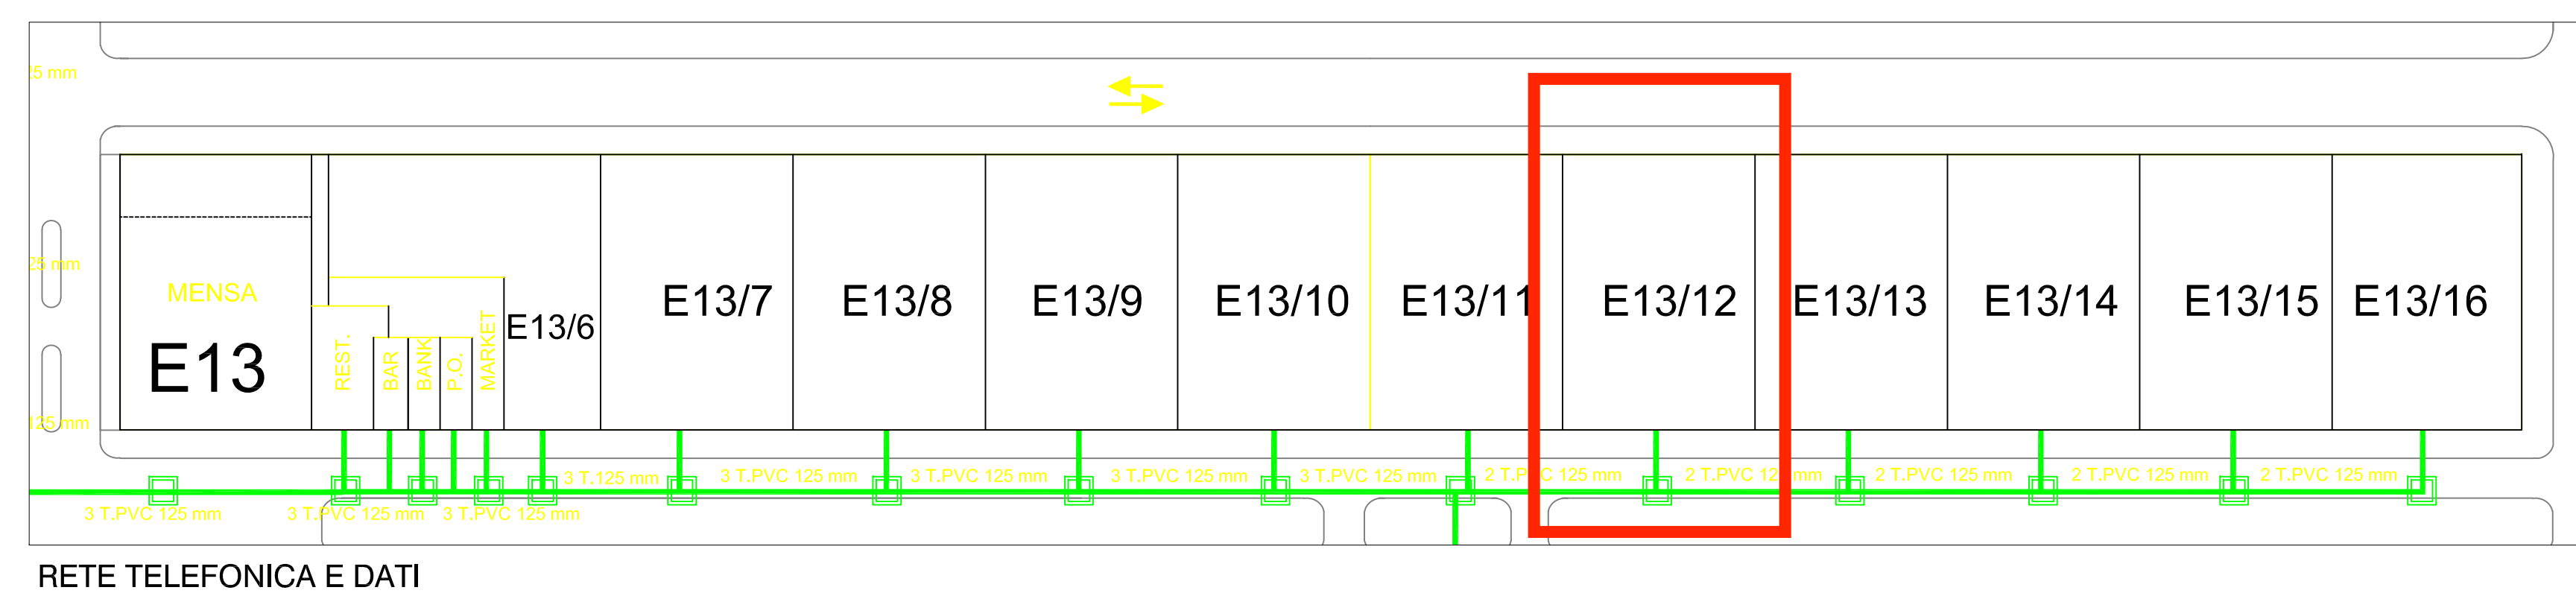 25 mm
25 mm
125 mm
MENSA
E13
REST.
BAR
BANK
P.O.
MARKET
E13/6
E13/7
E13/8
E13/9
E13/10
E13/11
E13/12
E13/13
E13/14
E13/15
E13/16
3 T.125 mm
3 T.PVC 125 mm
3 T.PVC 125 mm
3 T.PVC 125 mm
3 T.PVC 125 mm
2 T.PVC 125 mm
2 T.PVC 125 mm
2 T.PVC 125 mm
2 T.PVC 125 mm
2 T.PVC 125 mm
3 T.PVC 125 mm
3 T.PVC 125 mm
3 T.PVC 125 mm
RETE TELEFONICA E DATI